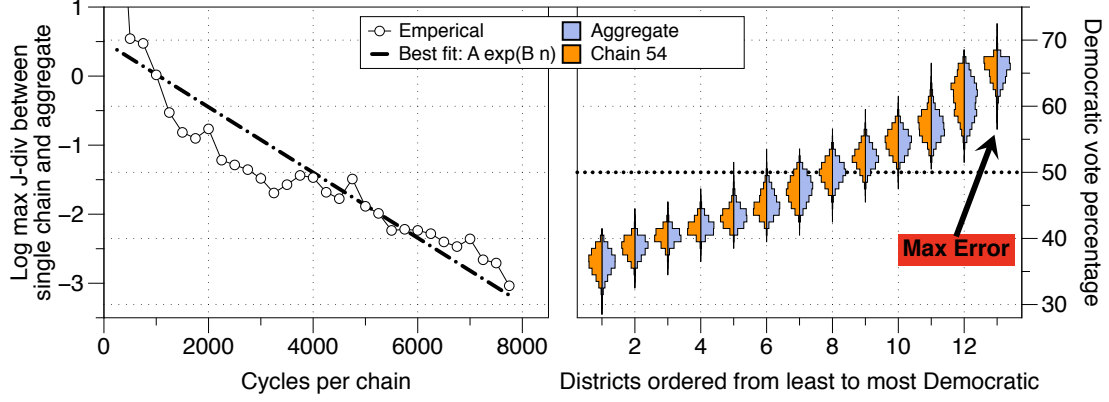 Log max J-div between
single chain and aggregate
1
0
−1
−2
−3
0
2000
4000
6000
8000
Cycles per chain
Emperical
Best fit: A exp(B n)
Aggregate
Chain 54
Max Error
2
4
6
8
10
12
Districts ordered from least to most Democratic
70
60
50
40
30
Democratic vote
percentage